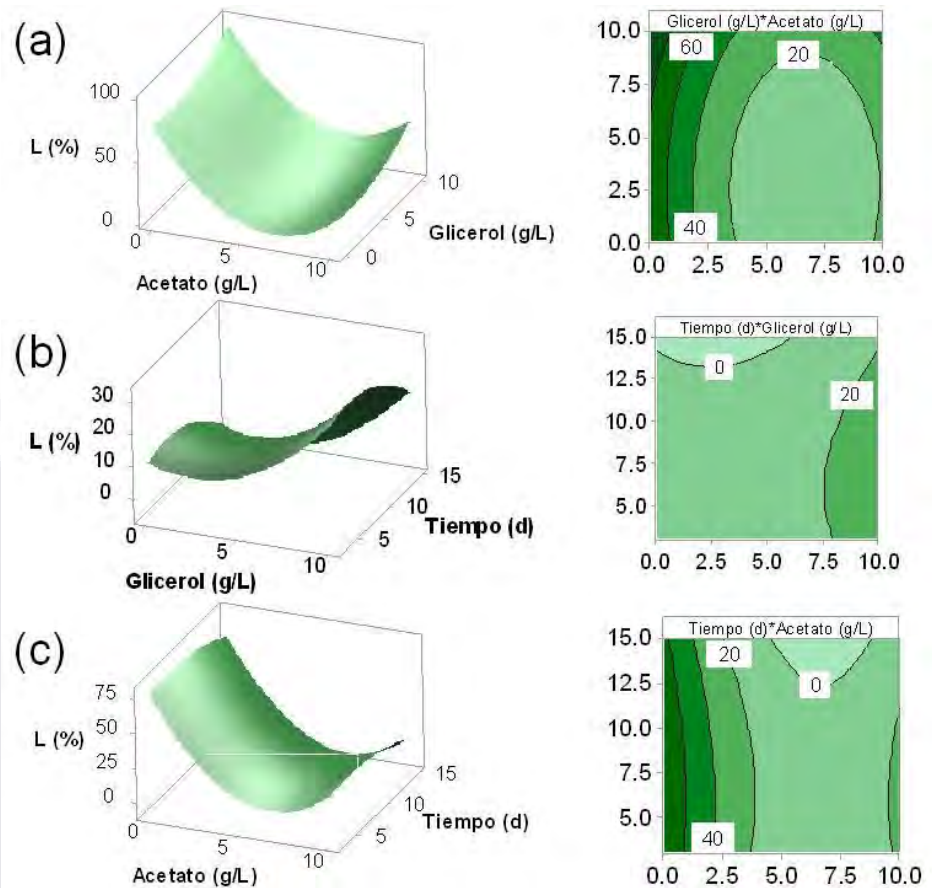 (a)
100
50
0
L (%)
0
5
10
Acetato (g/L)
10
5
0
Glicerol (g/L)
Glicerol (g/L)*Acetato (g/L)
10.0
7.5
5.0
2.5
0.0
60
20
40
0.0 2.5 5.0 7.5 10.0
(b)
30
20
10
0
L (%)
0
5
10
Glicerol (g/L)
15
10
5
Tiempo (d)
Tiempo (d)*Glicerol (g/L)
15.0
12.5
10.0
7.5
5.0
0
20
0.0 2.5 5.0 7.5 10.0
(c)
75
50
25
0
L (%)
0
5
10
Acetato (g/L)
15
10
5
Tiempo (d)
Tiempo (d)*Acetato (g/L)
15.0
12.5
10.0
7.5
5.0
20
0
40
0.0 2.5 5.0 7.5 10.0